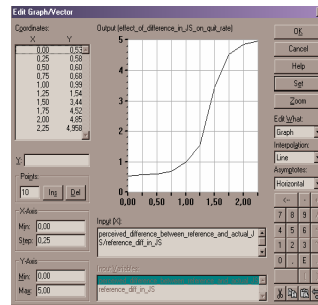 Edit Graph/Vector
Coordinates:
X Y
0,00 0,53
0,25 0,58
0,50 0,60
0,75 0,68
1,00 0,99
1,25 1,54
1,50 3,44
1,75 4,52
2,00 4,85
2,25 4,958
Y:
Points:
10 Ins Del
X-Axis
Min: 0,00
Step: 0,25
Y-Axis
Min: 0,00
Max: 5,00
Output (effect_of_difference_in_JS_on_quit_rate)
5
4
3
2
1
0
0,00 0,50 1,00 1,50 2,00
Input (X):
perceived_difference_between_reference_and_actual_J
S/reference_diff_in_JS
Input Variables:
reference_diff_in_JS
OK
Cancel
Help
Set
Zoom
Edit What:
Graph
Interpolation:
Line
Asymptotes:
Horizontal
<-
7 8 9
4 5 6
1 2 3
0 . E